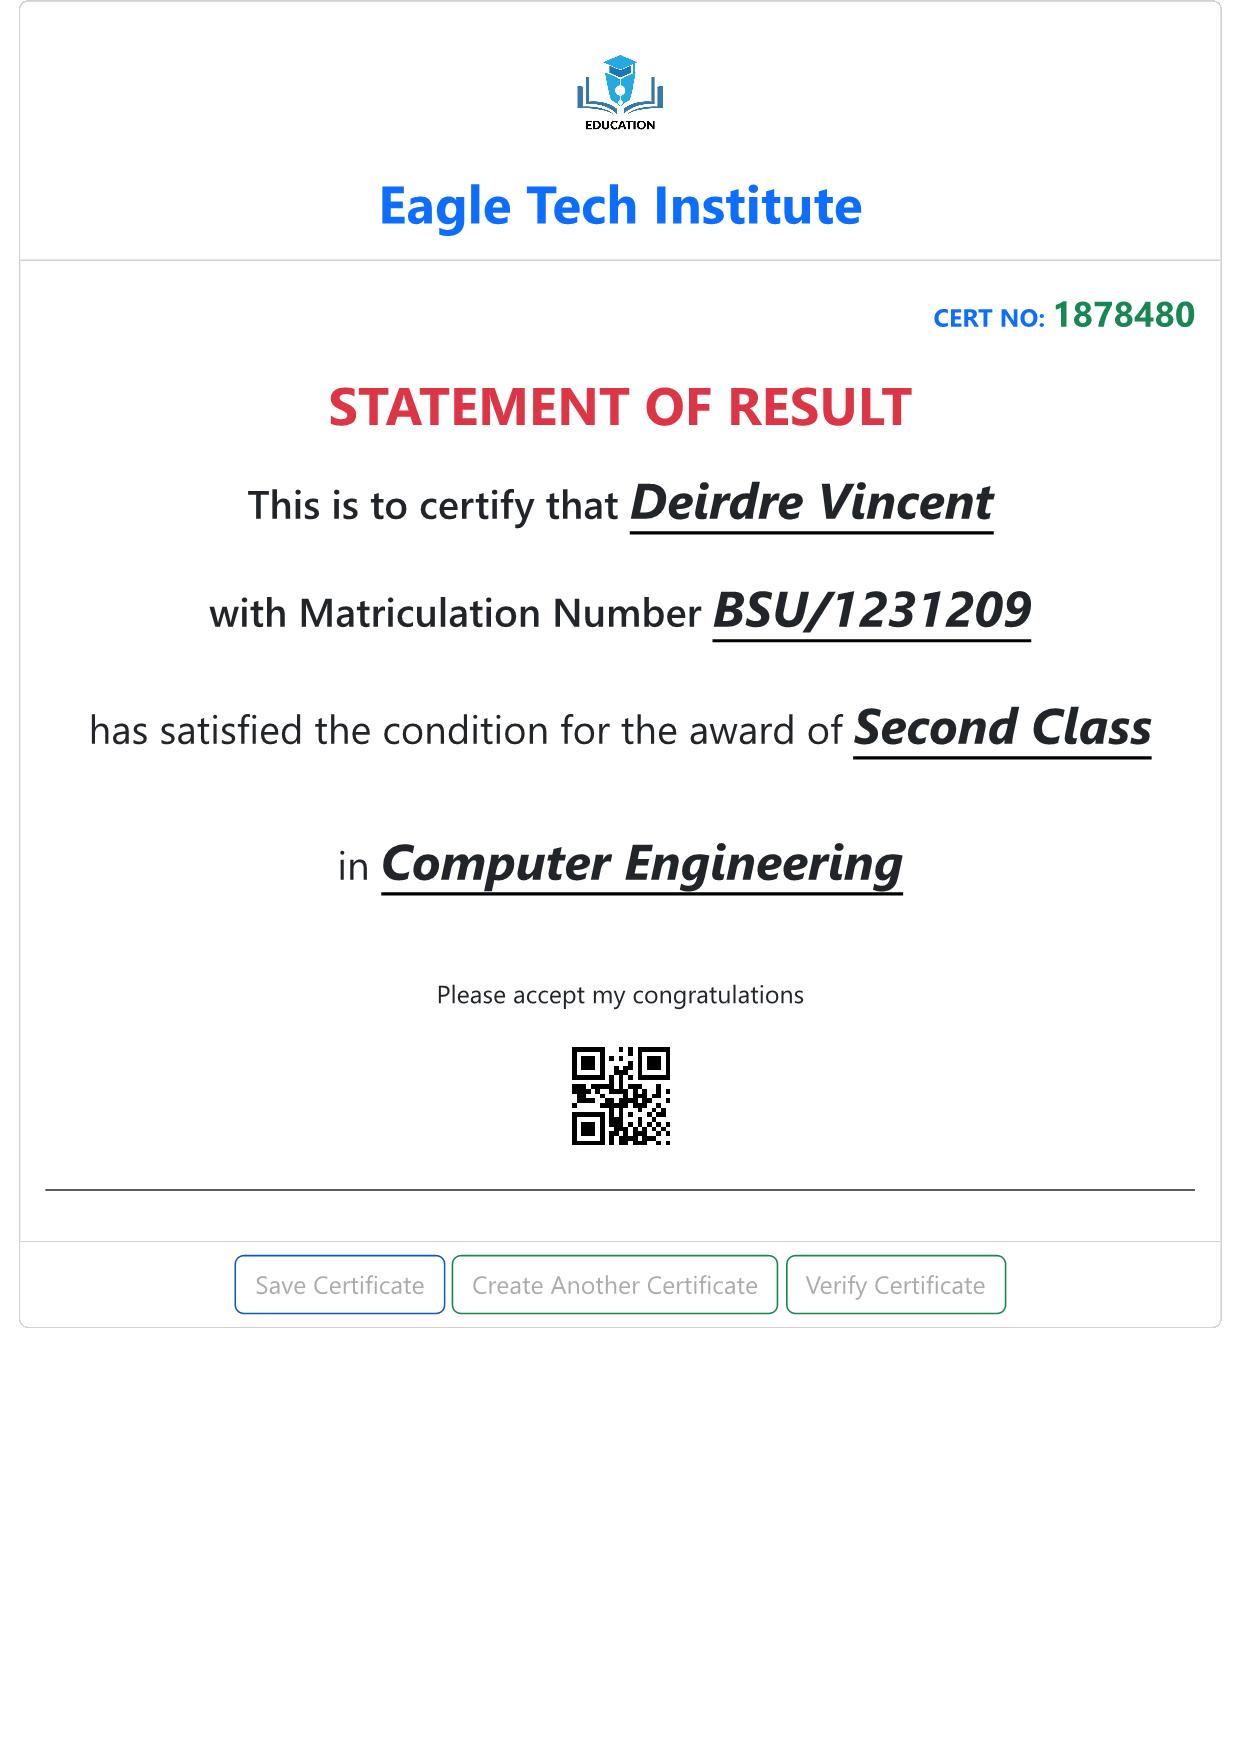 EDUCATION
Eagle Tech Institute
CERT NO: 1878480
STATEMENT OF RESULT
This is to certify that Deirdre Vincent
with Matriculation Number BSU/1231209
has satisfied the condition for the award of Second Class
in Computer Engineering
Please accept my congratulations
Save Certificate Create Another Certificate Verify Certificate